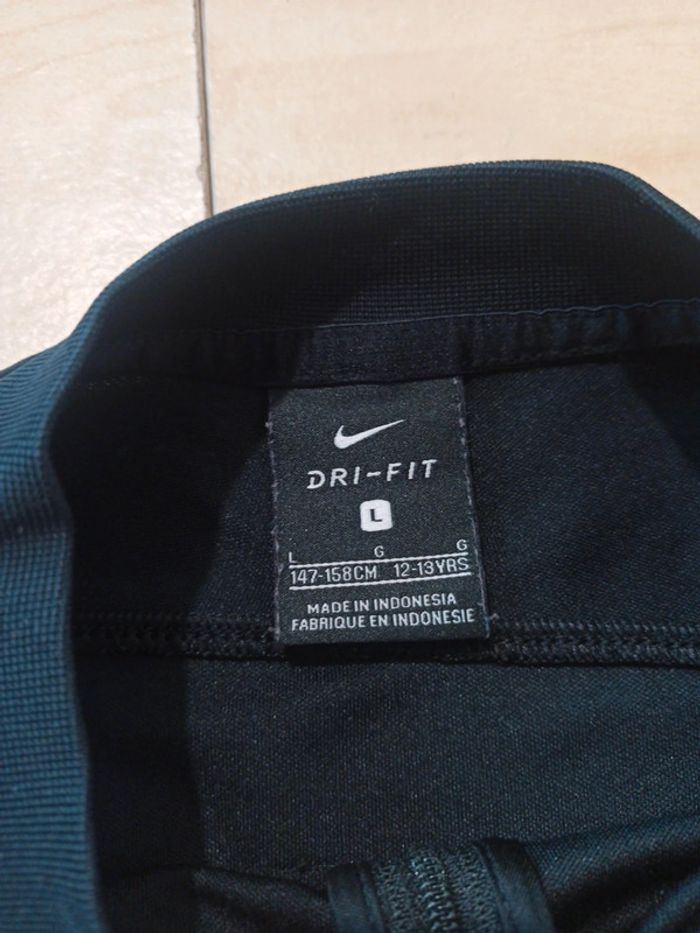 DRI-FIT
L
L G G
147-158CM 12-13YRS
MADE IN INDONESIA
FABRIQUE EN INDONESIE